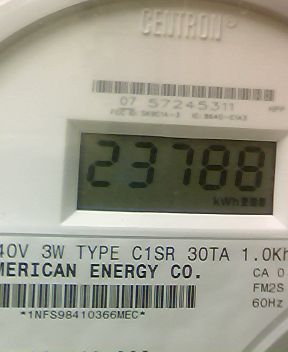 CENTRON®
07 57245311
23788
kWh
40V 3W TYPE C1SR 30TA 1.0Kh
MERICAN ENERGY CO.
CA 0
FM2S
60Hz
*1NFS98410366MEC*